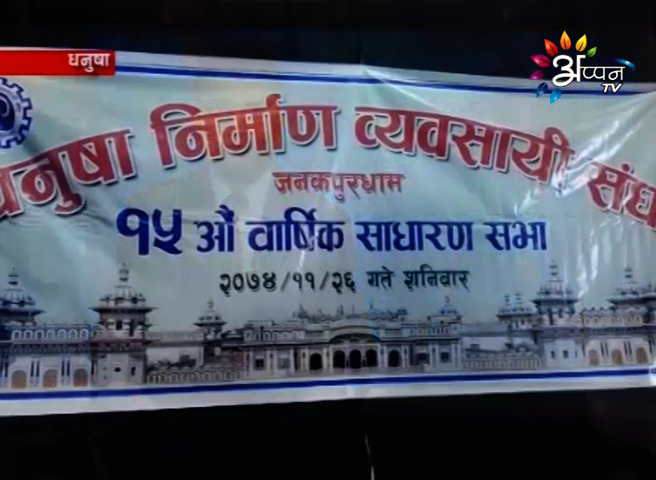 धनुषा
अप्पन
TV
धनुषा निर्माण व्यवसायी संघ
जनकपुरधाम
१५ औं वार्षिक साधारण सभा
२०७४/११/२६ गते शनिवार